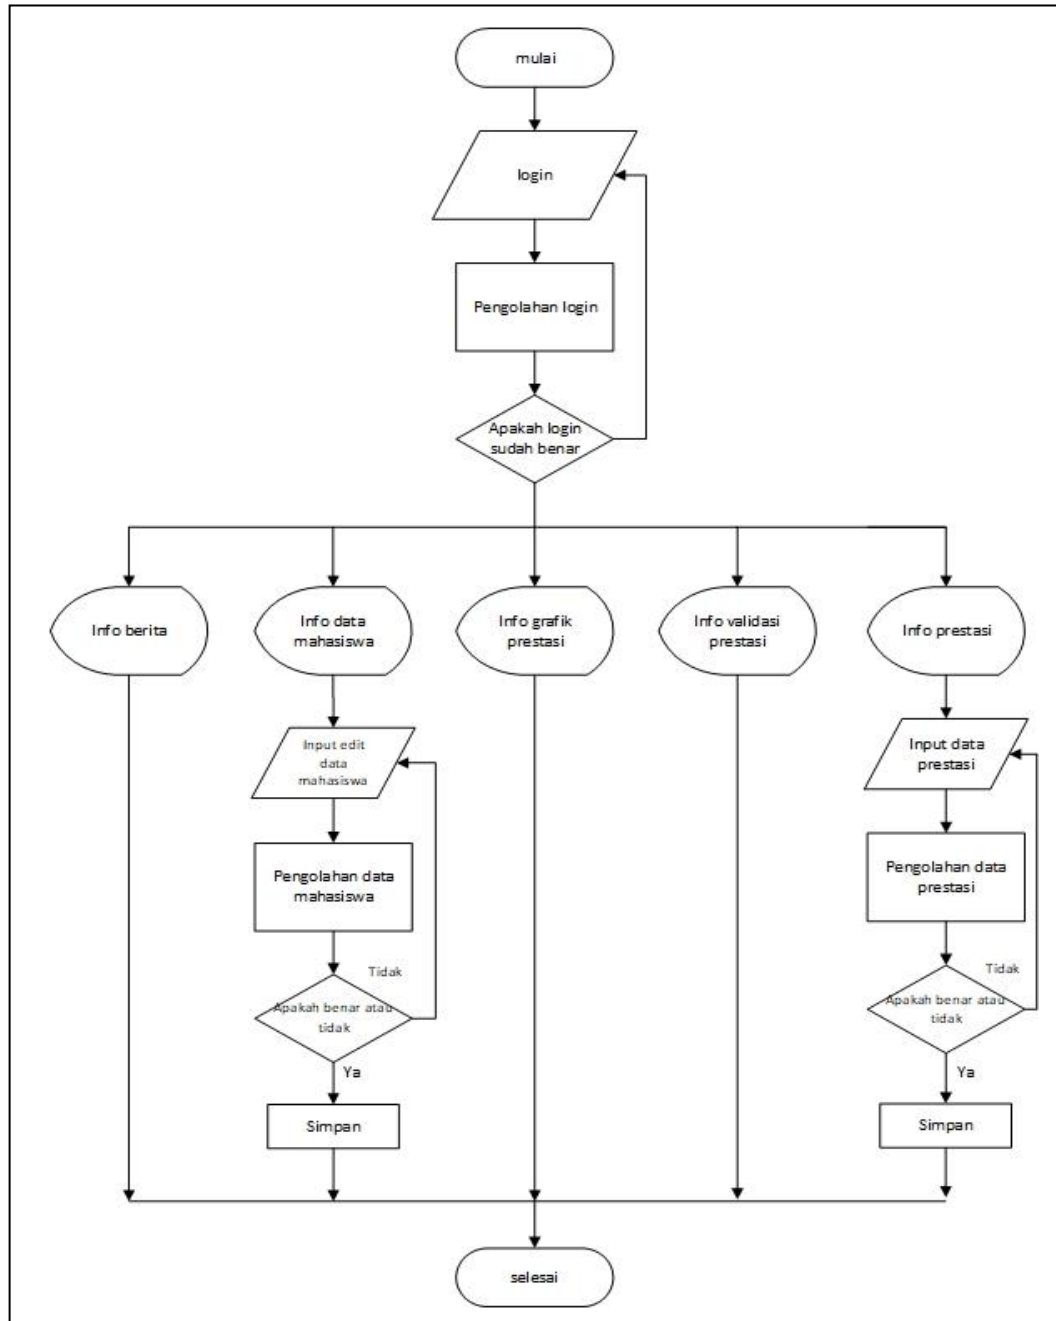 mulai
login
Pengolahan login
Apakah login
sudah benar
Info berita
Info data
mahasiswa
Info grafik
prestasi
Info validasi
prestasi
Info prestasi
Input edit
data
mahasiswa
Input data
prestasi
Pengolahan data
mahasiswa
Pengolahan data
prestasi
Tidak
Apakah benar atau
tidak
Tidak
Apakah benar atau
tidak
Ya
Ya
Simpan
Simpan
selesai